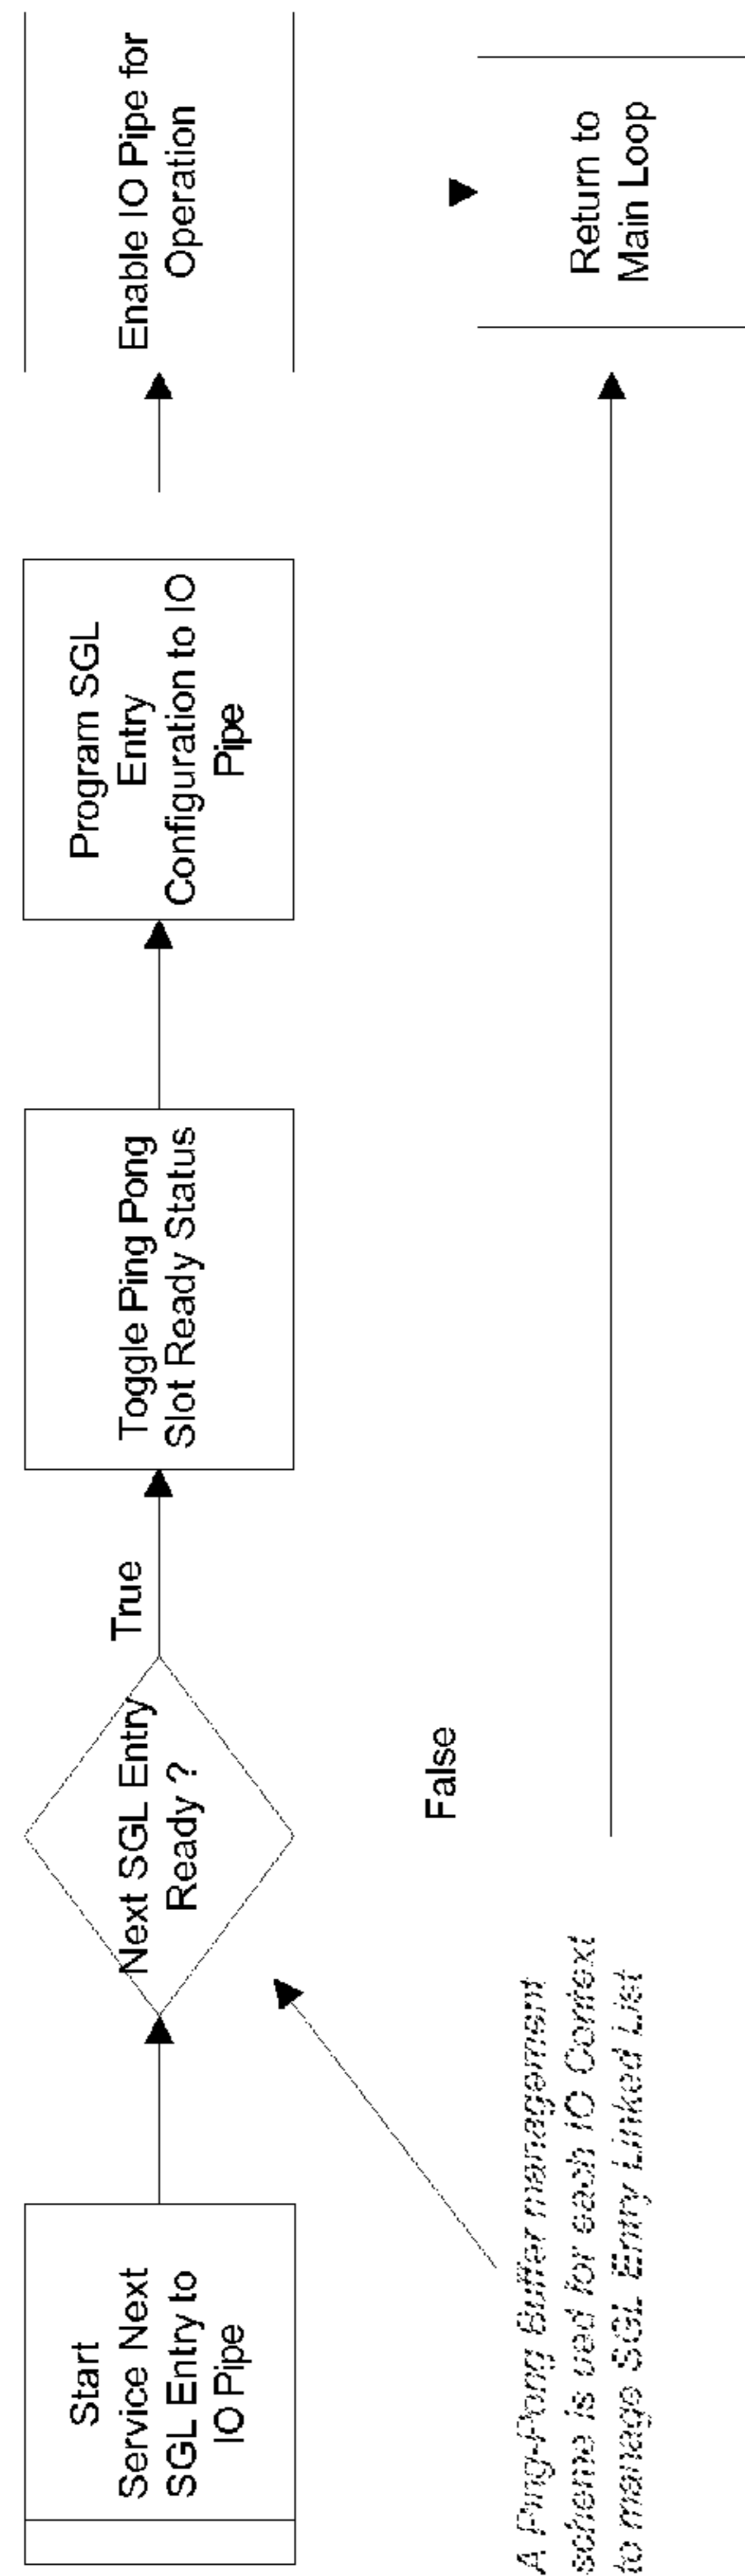 Start
Service Next
SGL Entry to
IO Pipe
Next SGL Entry
Ready ?
True
Toggle Ping Pong
Slot Ready Status
Program SGL
Entry
Configuration to IO
Pipe
Enable IO Pipe for
Operation
False
Return to
Main Loop
A Ping-Pong Buffer management
scheme is ued for each IO Context
to manage SGL Entry Linked List